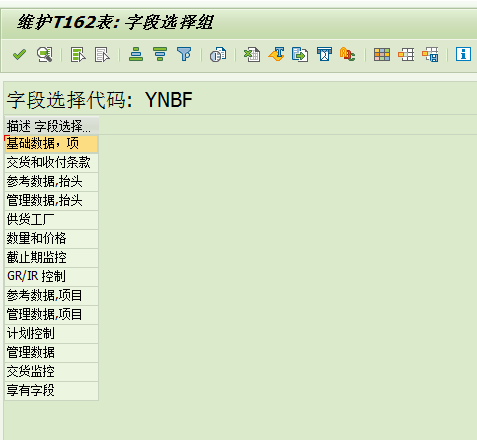 维护T162表: 字段选择组
字段选择代码: YNBF
描述 字段选择...
基础数据，项
交货和收付条款
参考数据,抬头
管理数据,抬头
供货工厂
数量和价格
截止期监控
GR/IR 控制
参考数据,项目
管理数据,项目
计划控制
管理数据
交货监控
享有字段